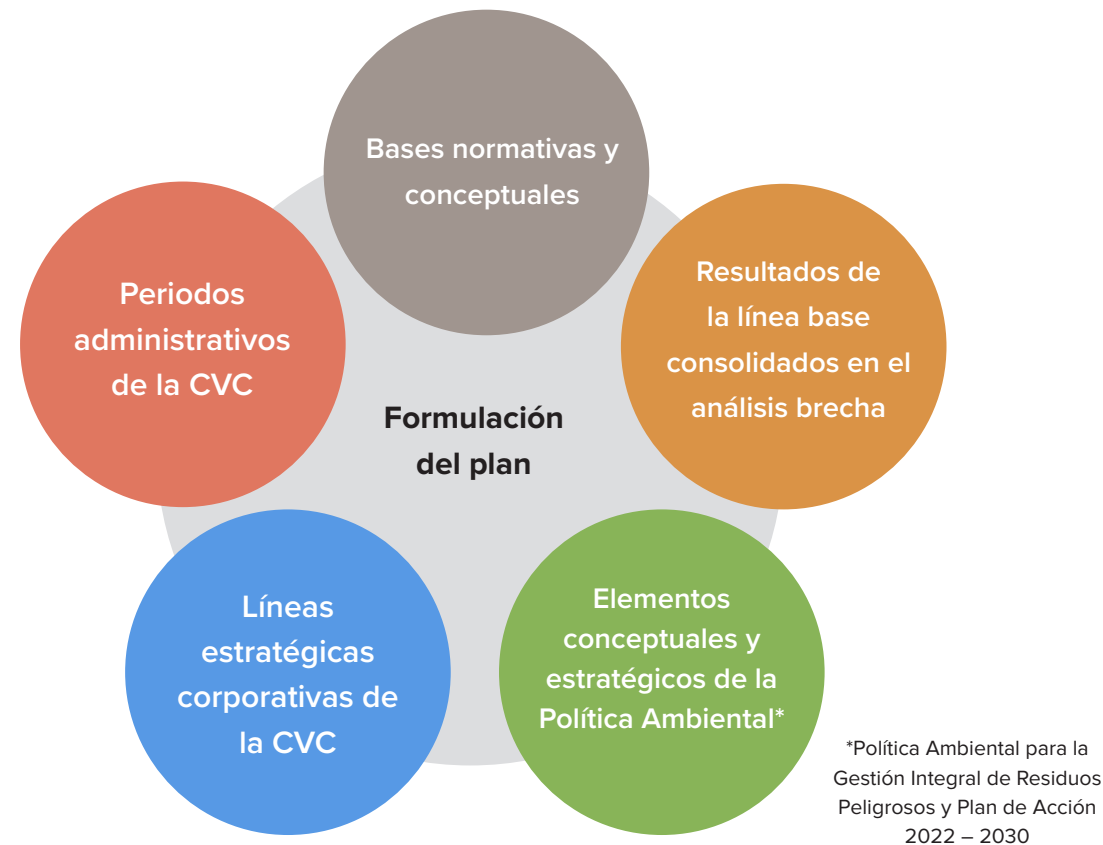 Bases normativas y
conceptuales
Periodos
administrativos
de la CVC
Resultados de
la línea base
consolidados en el
análisis brecha
Formulación
del plan
Líneas
estratégicas
corporativas de
la CVC
Elementos
conceptuales y
estratégicos de la
Política Ambiental*
*Política Ambiental para la
Gestión Integral de Residuos
Peligrosos y Plan de Acción
2022 – 2030